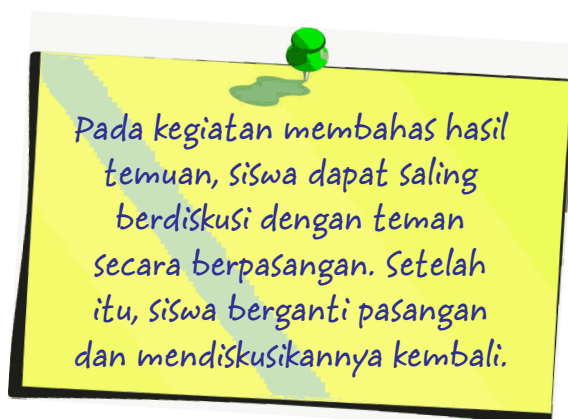 Pada kegiatan membahas hasil
temuan, siswa dapat saling
berdiskusi dengan teman
secara berpasangan. Setelah
itu, siswa berganti pasangan
dan mendiskusikannya kembali.